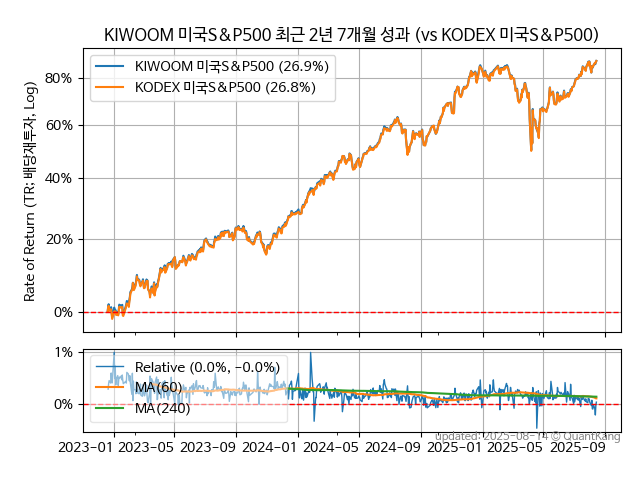 KIWOOM 미국S&P500 최근 2년 7개월 성과 (vs KODEX 미국S&P500)
KIWOOM 미국S&P500 (26.9%)
KODEX 미국S&P500 (26.8%)
Rate of Return (TR; 배당재투자, Log)
80%
60%
40%
20%
0%
Relative (0.0%, -0.0%)
MA(60)
MA(240)
1%
0%
2023-01 2023-05 2023-09 2024-01 2024-05 2024-09 2025-01 2025-05 2025-09
updated: 2025-08-14 © QuantKang